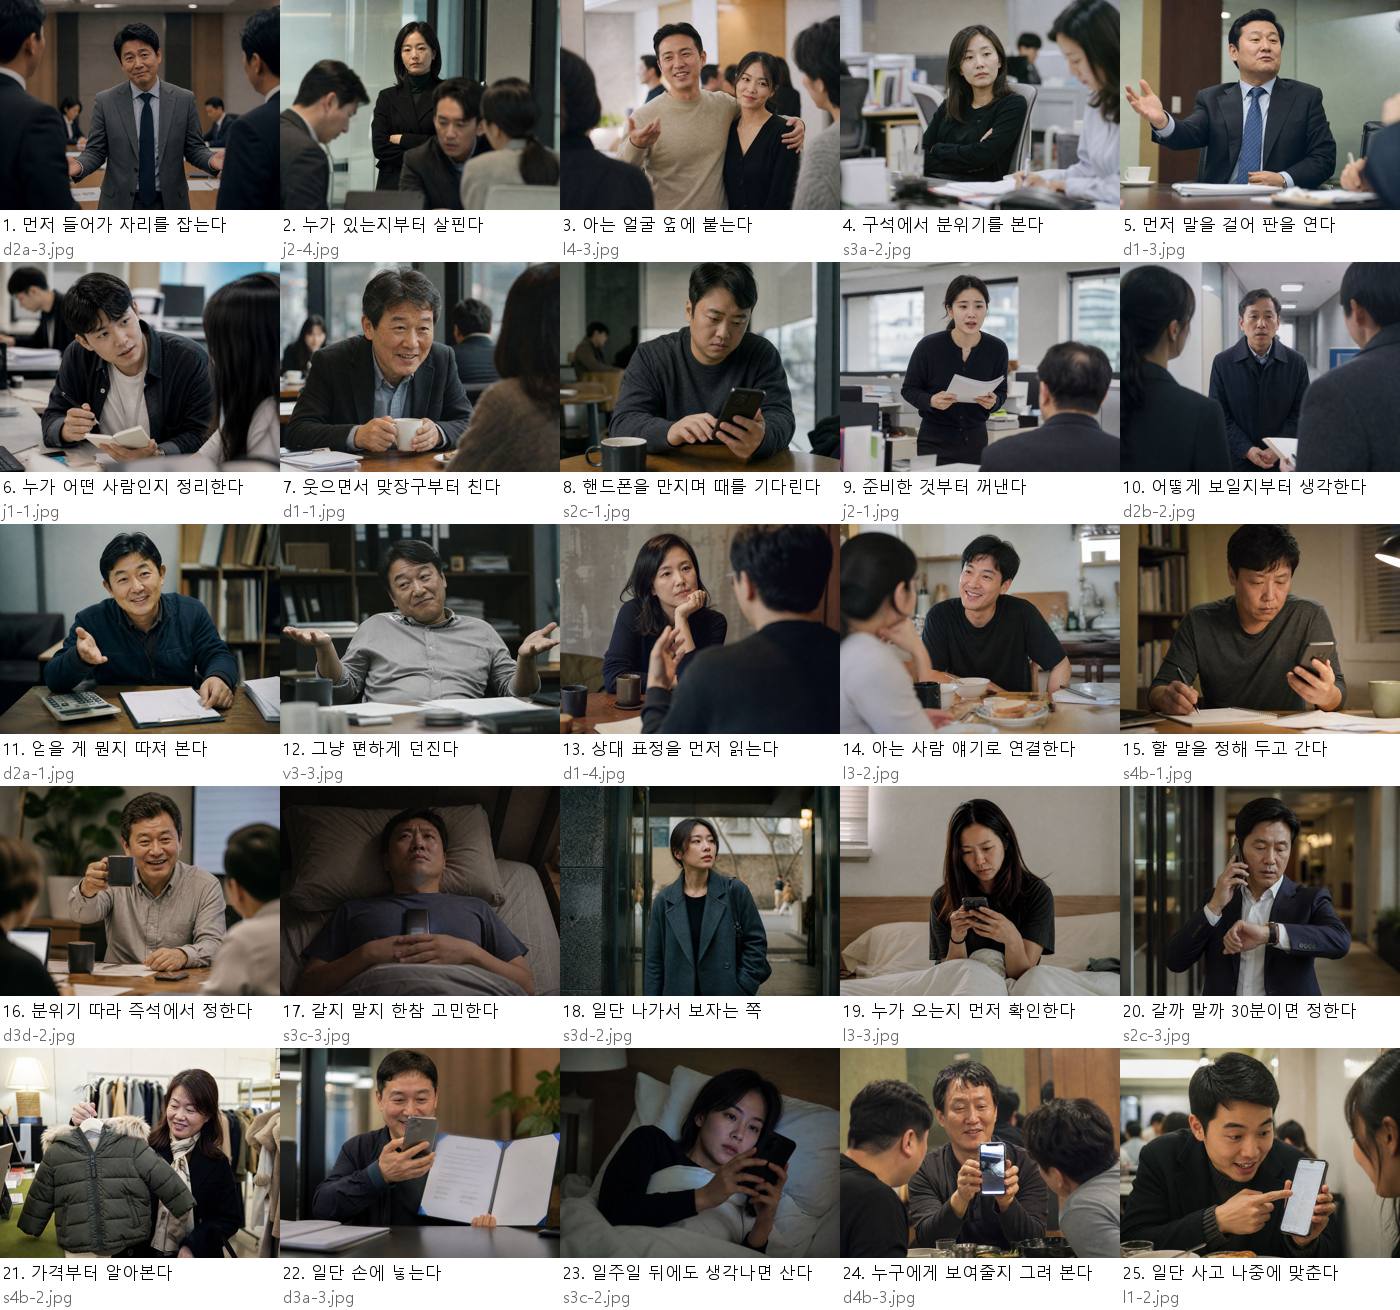 1. 먼저 들어가 자리를 잡는다
d2a-3.jpg
2. 누가 있는지부터 살핀다
j2-4.jpg
3. 아는 얼굴 옆에 붙는다
l4-3.jpg
4. 구석에서 분위기를 본다
s3a-2.jpg
5. 먼저 말을 걸어 판을 연다
d1-3.jpg
6. 누가 어떤 사람인지 정리한다
j1-1.jpg
7. 웃으면서 맞장구부터 친다
d1-1.jpg
8. 핸드폰을 만지며 때를 기다린다
s2c-1.jpg
9. 준비한 것부터 꺼낸다
j2-1.jpg
10. 어떻게 보일지부터 생각한다
d2b-2.jpg
11. 얻을 게 뭔지 따져 본다
d2a-1.jpg
12. 그냥 편하게 던진다
v3-3.jpg
13. 상대 표정을 먼저 읽는다
d1-4.jpg
14. 아는 사람 얘기로 연결한다
l3-2.jpg
15. 할 말을 정해 두고 간다
s4b-1.jpg
16. 분위기 따라 즉석에서 정한다
d3d-2.jpg
17. 갈지 말지 한참 고민한다
s3c-3.jpg
18. 일단 나가서 보자는 쪽
s3d-2.jpg
19. 누가 오는지 먼저 확인한다
l3-3.jpg
20. 갈까 말까 30분이면 정한다
s2c-3.jpg
21. 가격부터 알아본다
s4b-2.jpg
22. 일단 손에 넣는다
d3a-3.jpg
23. 일주일 뒤에도 생각나면 산다
s3c-2.jpg
24. 누구에게 보여줄지 그려 본다
d4b-3.jpg
25. 일단 사고 나중에 맞춘다
l1-2.jpg